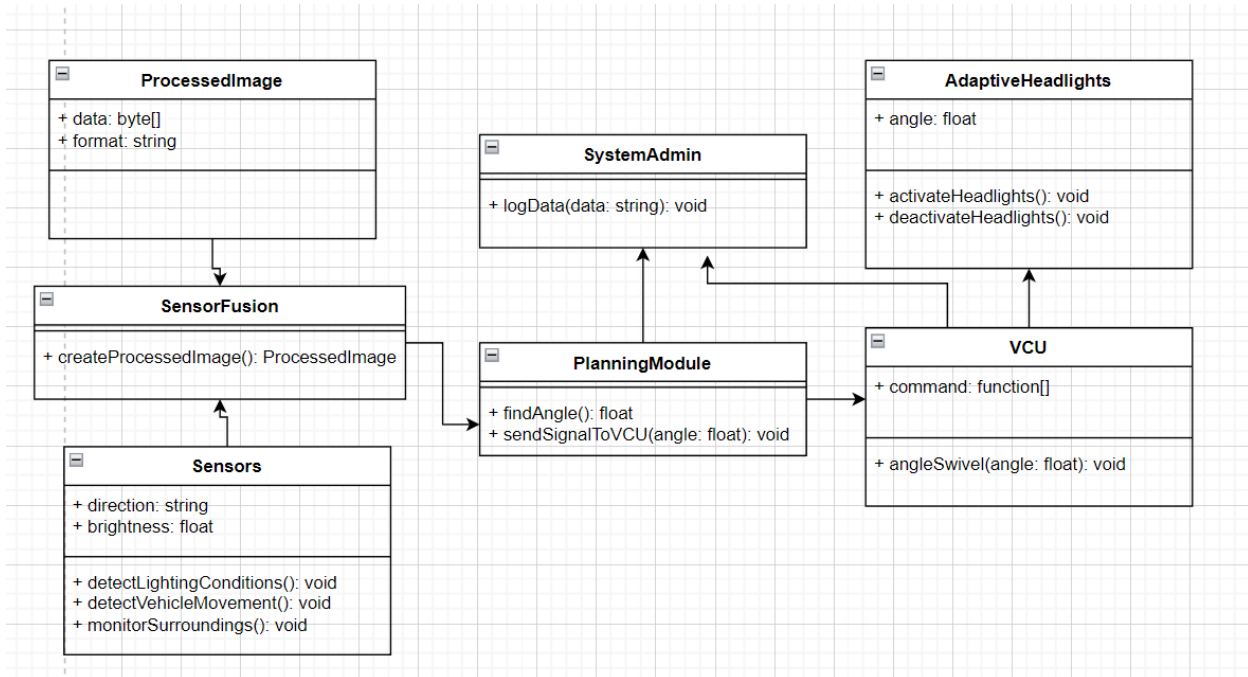 ProcessedImage
+ data: byte[]
+ format: string
SystemAdmin
+ logData(data: string): void
AdaptiveHeadlights
+ angle: float
+ activateHeadlights(): void
+ deactivateHeadlights(): void
SensorFusion
+ createProcessedImage(): ProcessedImage
PlanningModule
+ findAngle(): float
+ sendSignalToVCU(angle: float): void
VCU
+ command: function[]
+ angleSwivel(angle: float): void
Sensors
+ direction: string
+ brightness: float
+ detectLightingConditions(): void
+ detectVehicleMovement(): void
+ monitorSurroundings(): void